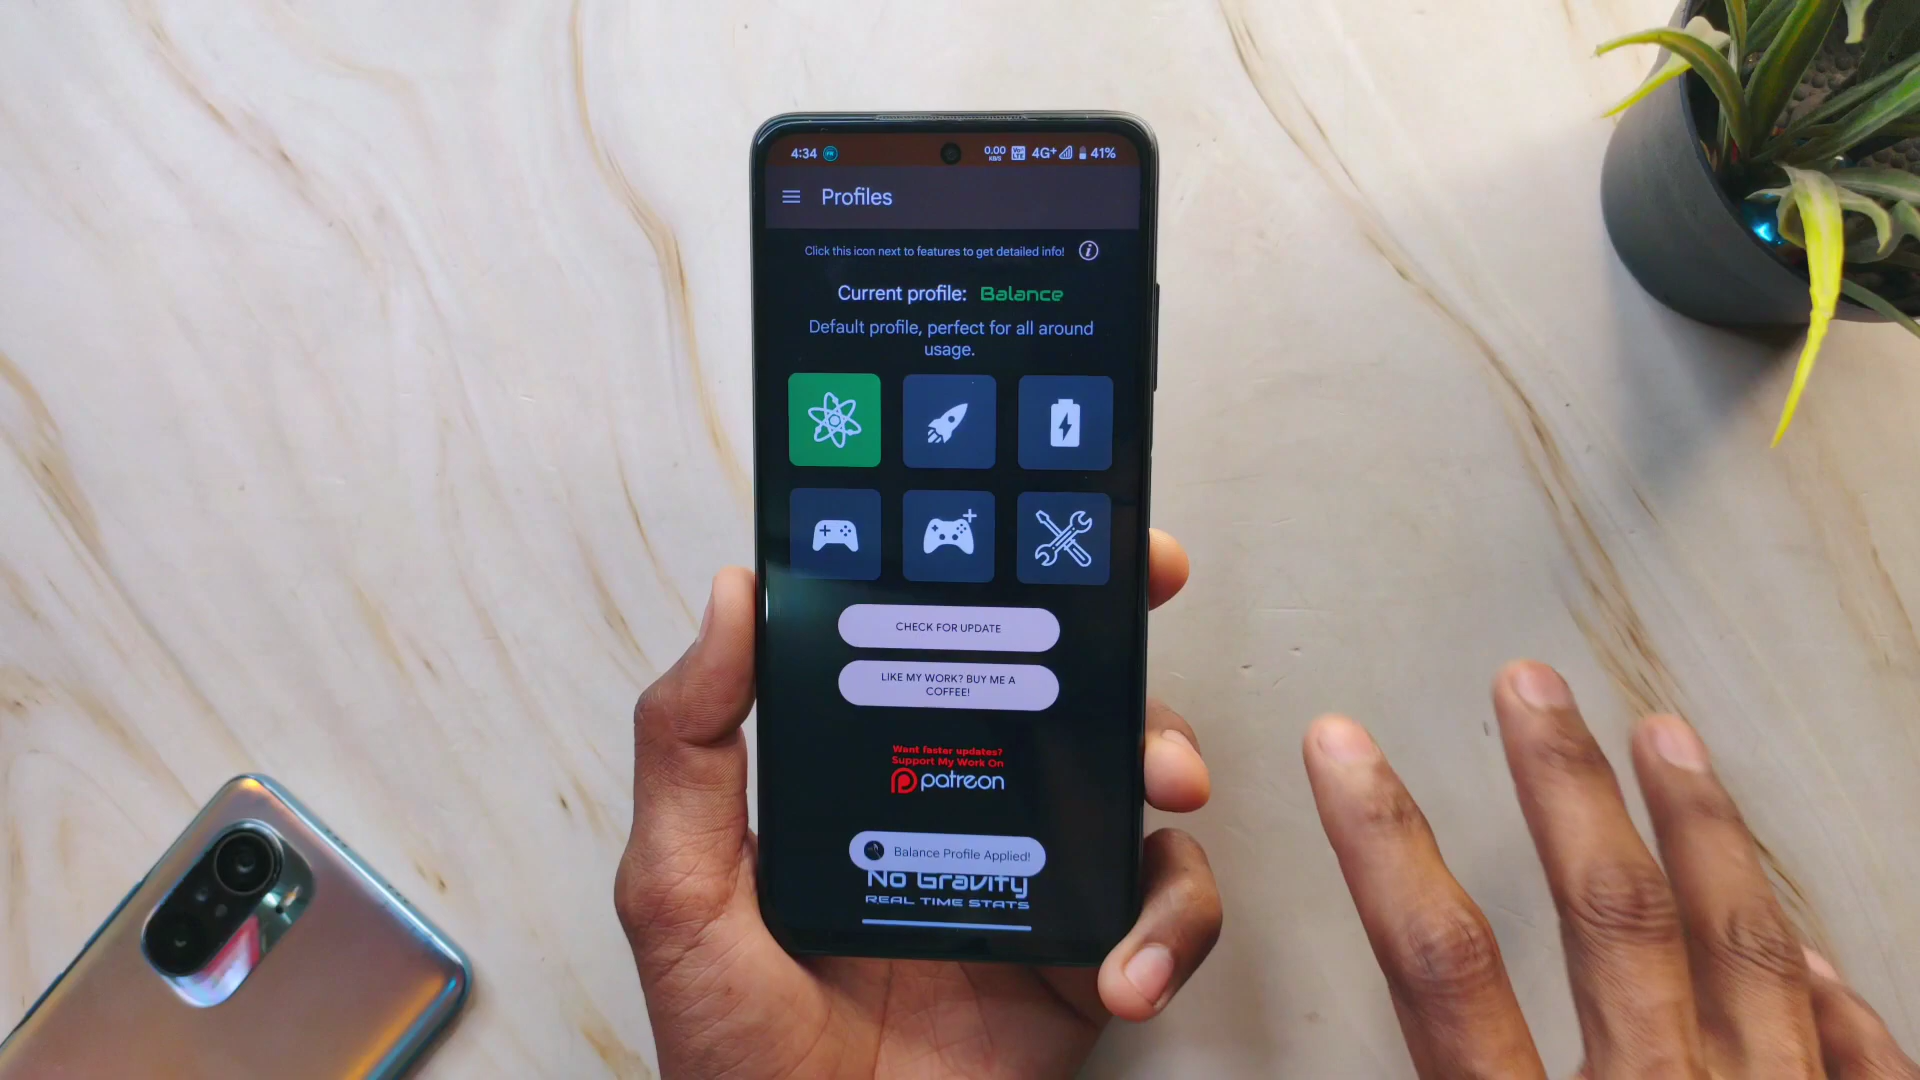 4:34 0.00 KB/S Vo LTE 4G+ 41%
Profiles
Click this icon next to features to get detailed info! i
Current profile: Balance
Default profile, perfect for all around
usage.
CHECK FOR UPDATE
LIKE MY WORK? BUY ME A
COFFEE!
Want faster updates?
Support My Work On
patreon
Balance Profile Applied!
No Gravity
REAL TIME STATS